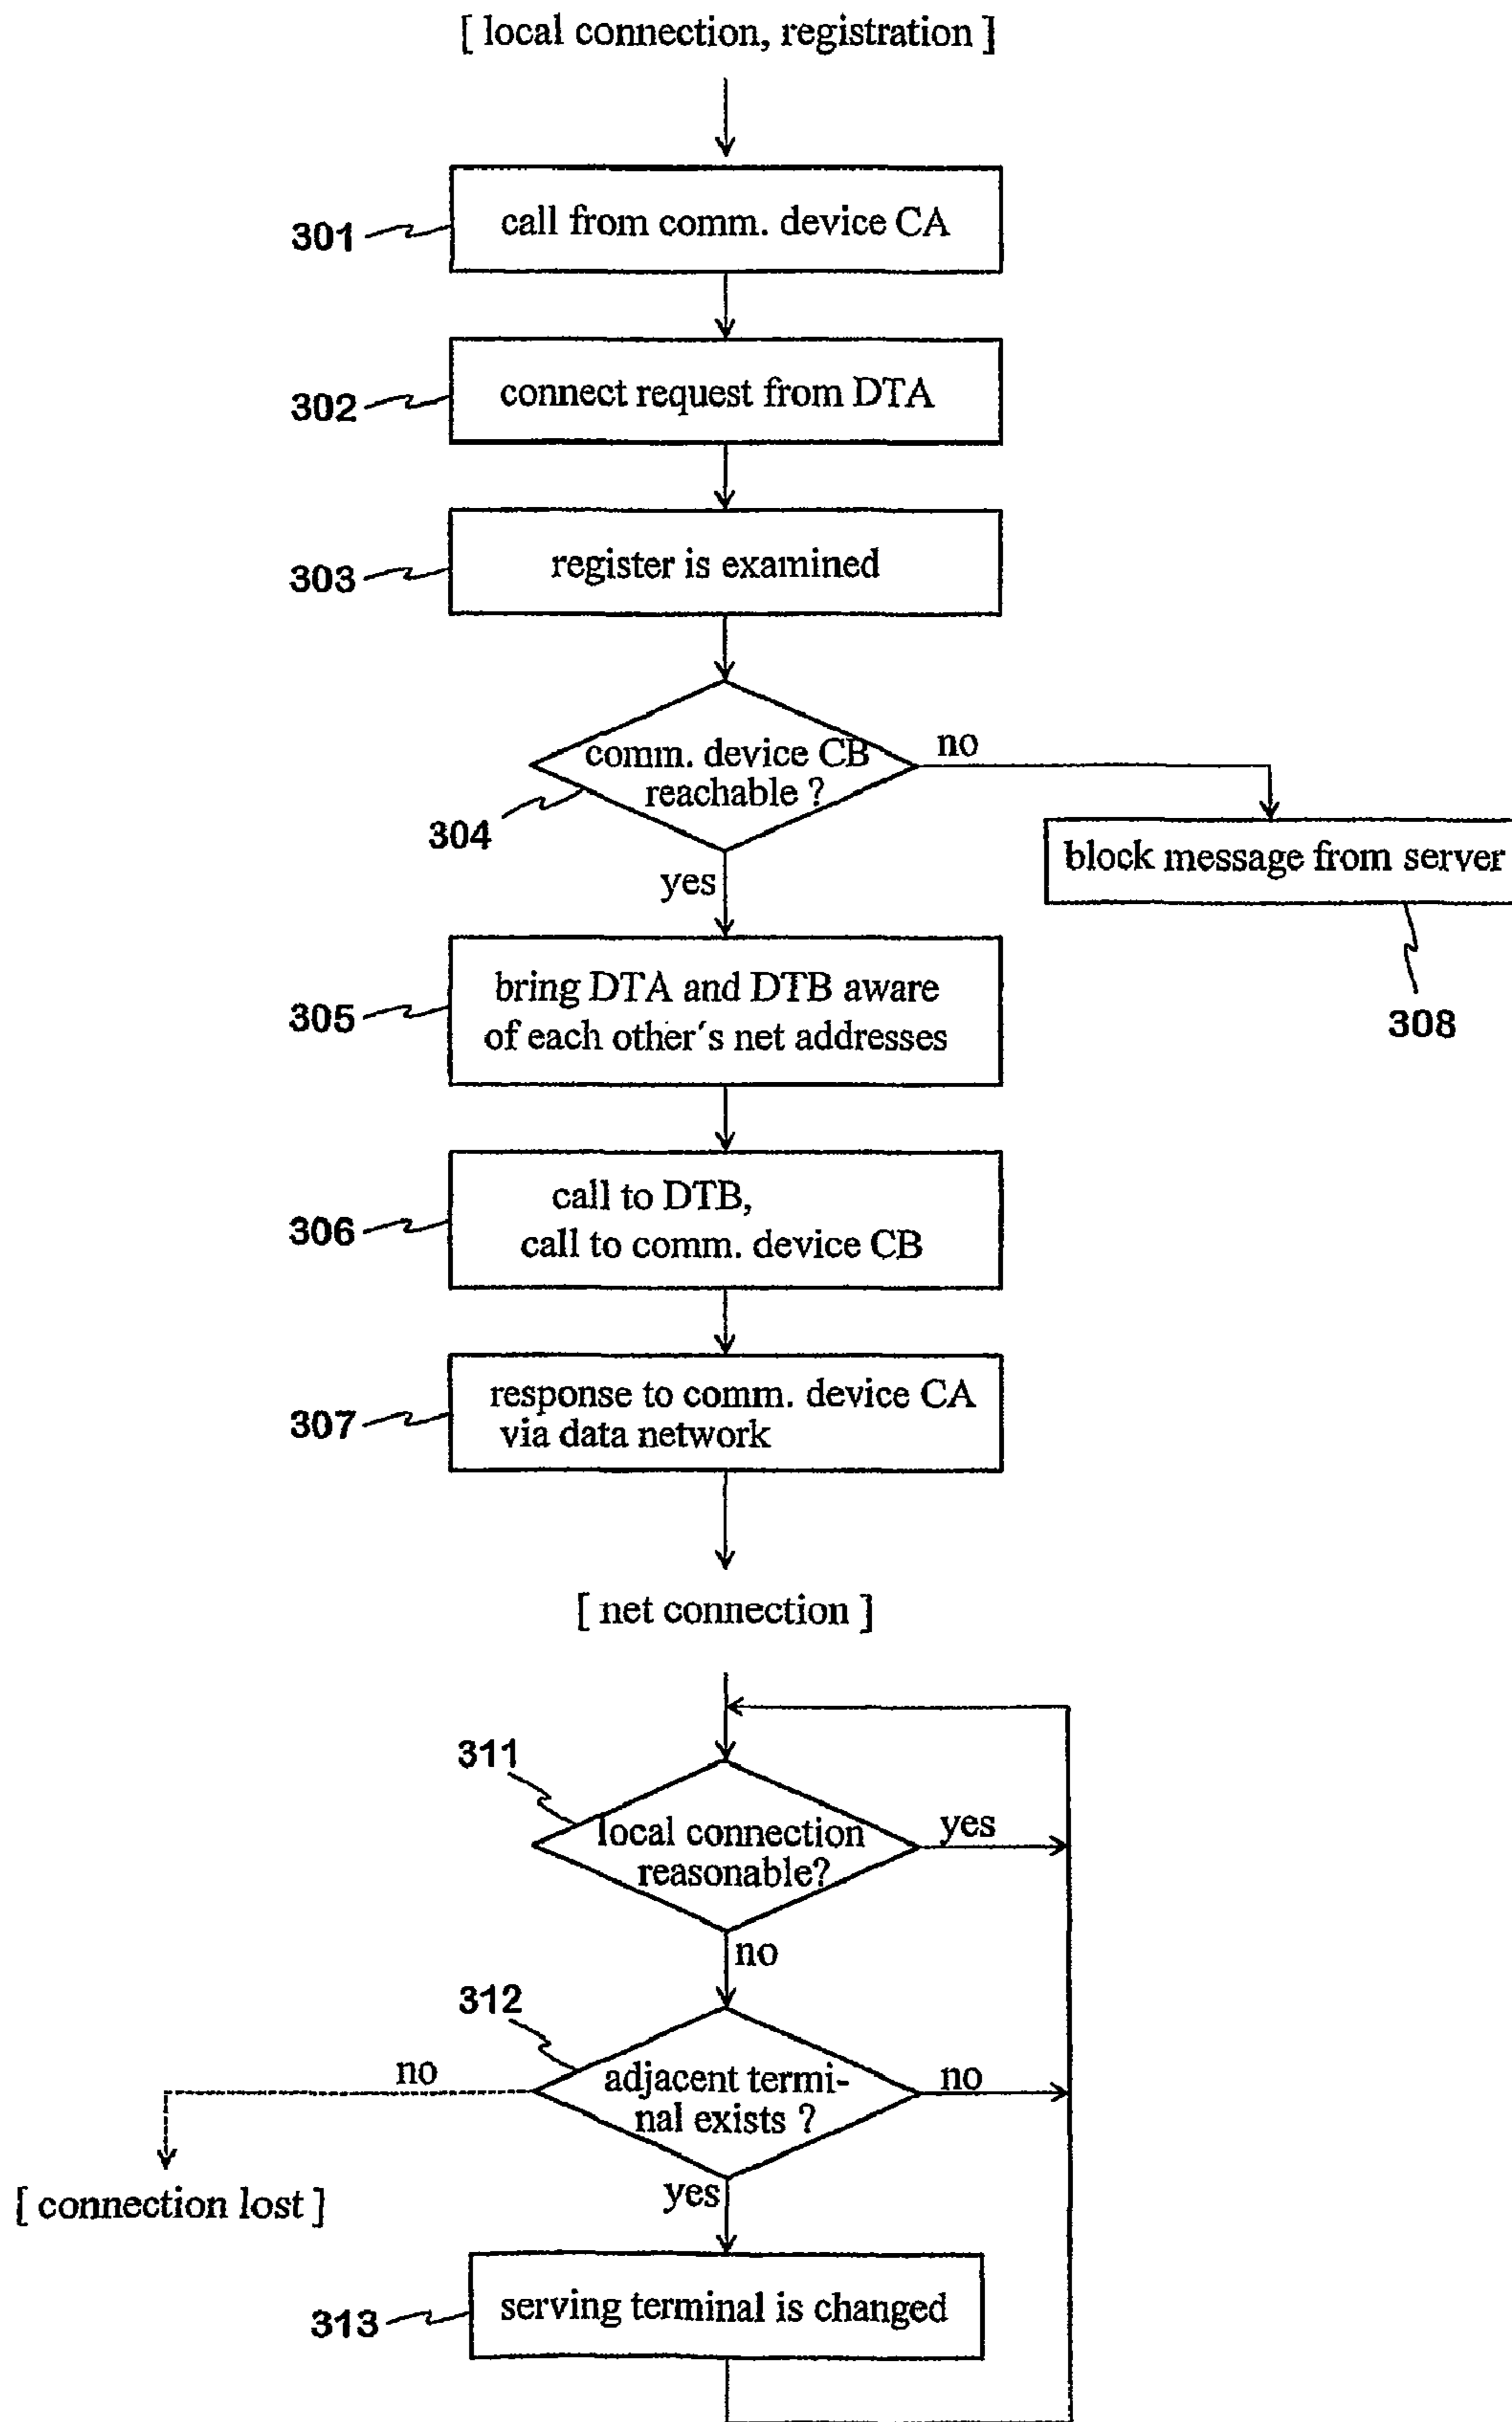 [ local connection, registration ]
301
call from comm. device CA
302
connect request from DTA
303
register is examined
comm. device CB
reachable ?
no
304
yes
block message from server
308
305
bring DTA and DTB aware
of each other´s net addresses
306
call to DTB,
call to comm. device CB
307
response to comm. device CA
via data network
[ net connection ]
311
local connection
reasonable?
yes
no
312
adjacent termi-
nal exists ?
no
no
[ connection lost ]
yes
313
serving terminal is changed